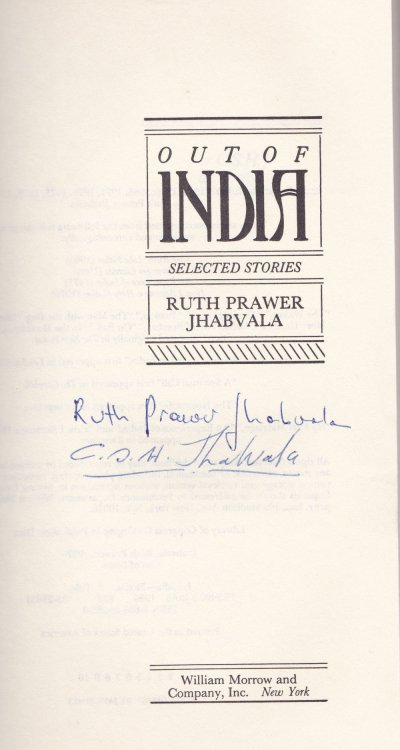 OUT OF
INDIA
SELECTED STORIES
RUTH PRAWER
JHABVALA
Ruth Prawer Jhabvala
C.S.H. Jhabvala
William Morrow and
Company, Inc. New York